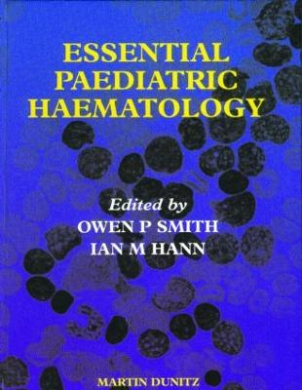 ESSENTIAL
PAEDIATRIC
HAEMATOLOGY
Edited by
OWEN P SMITH
IAN M HANN
MARTIN DUNITZ